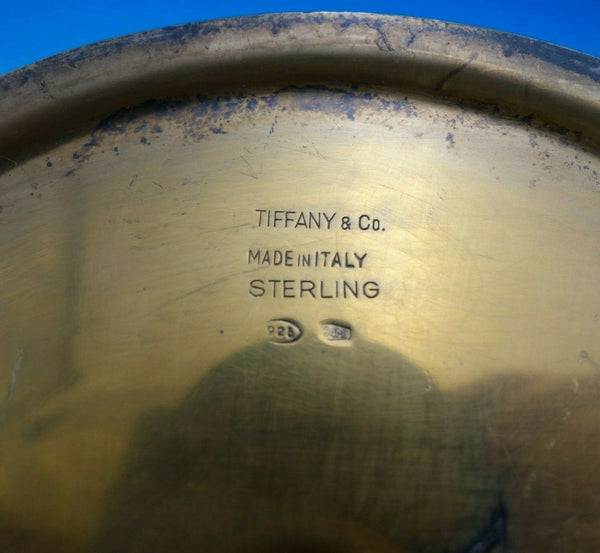 TIFFANY & Co.
MADE IN ITALY
STERLING
925